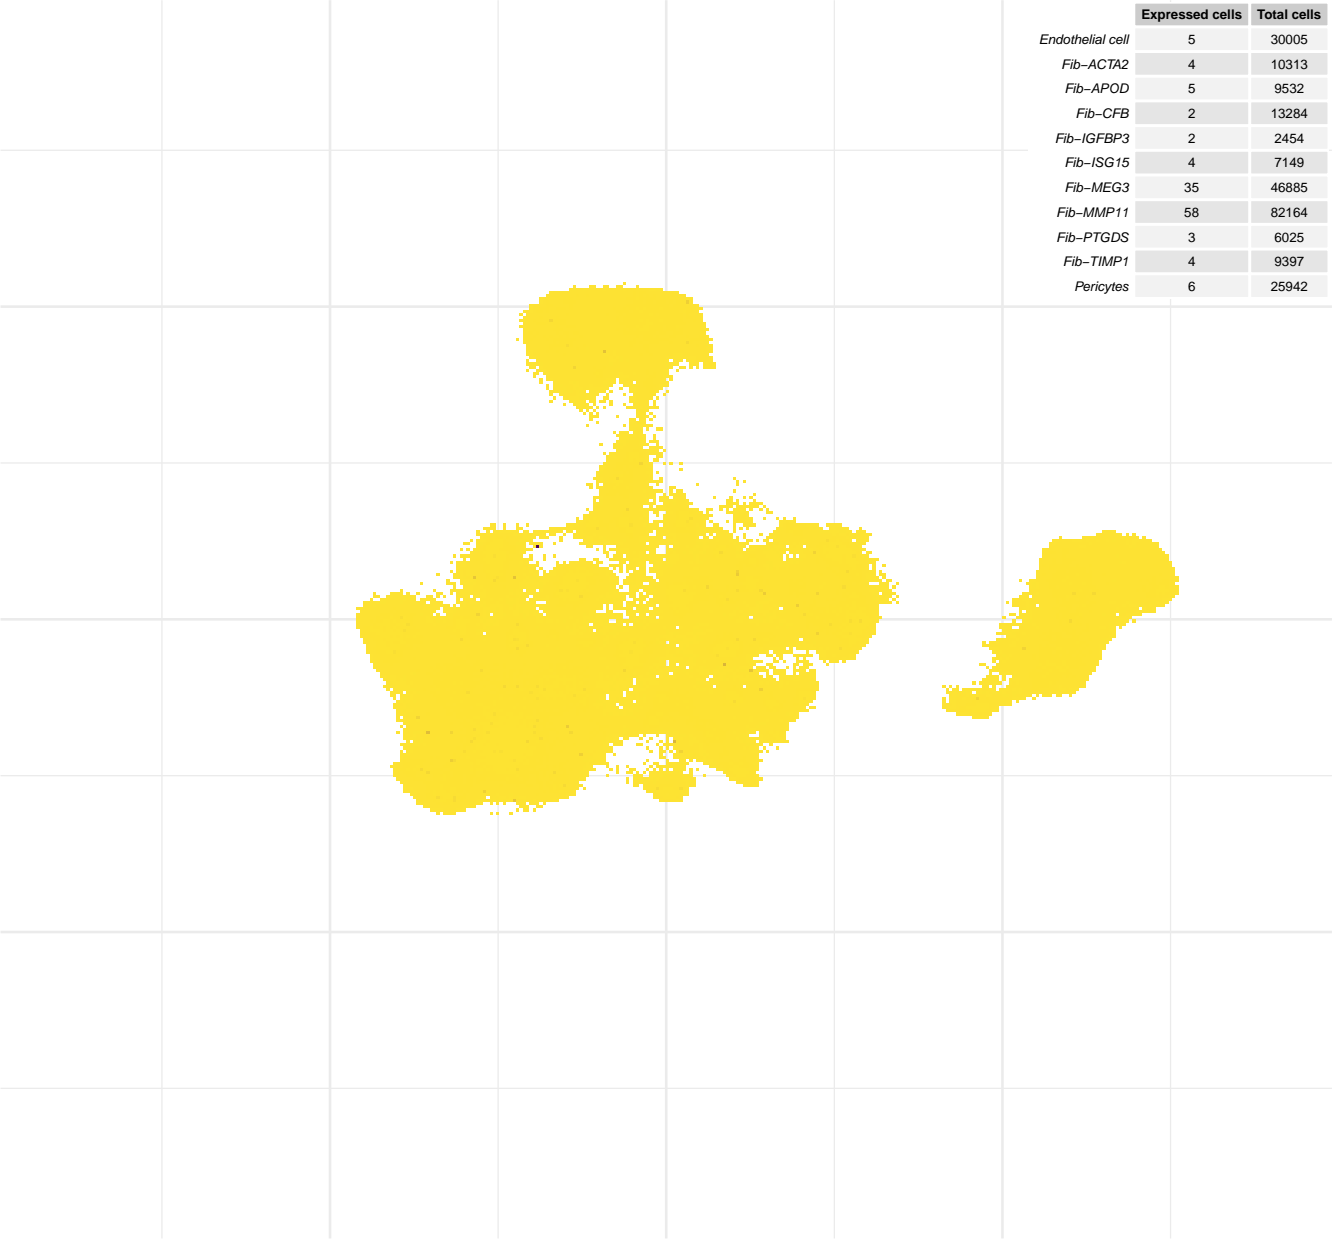 Expressed cells Total cells
Endothelial cell 5 30005
Fib−ACTA2 4 10313
Fib−APOD 5 9532
Fib−CFB 2 13284
Fib−IGFBP3 2 2454
Fib−ISG15 4 7149
Fib−MEG3 35 46885
Fib−MMP11 58 82164
Fib−PTGDS 3 6025
Fib−TIMP1 4 9397
Pericytes 6 25942